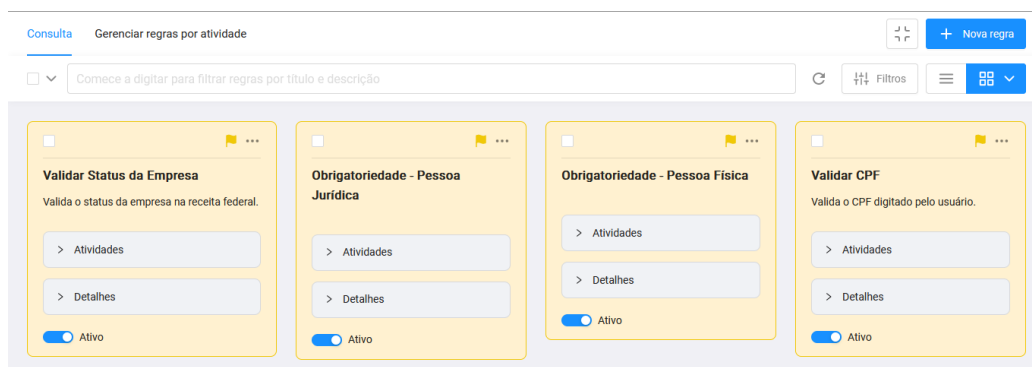 Consulta
Gerenciar regras por atividade
Nova regra
Comece a digitar para filtrar regras por título e descrição
Filtros
Validar Status da Empresa
Valida o status da empresa na receita federal.
Atividades
Detalhes
Ativo
Obrigatoriedade - Pessoa
Jurídica
Atividades
Detalhes
Ativo
Obrigatoriedade - Pessoa Física
Atividades
Detalhes
Ativo
Validar CPF
Valida o CPF digitado pelo usuário.
Atividades
Detalhes
Ativo